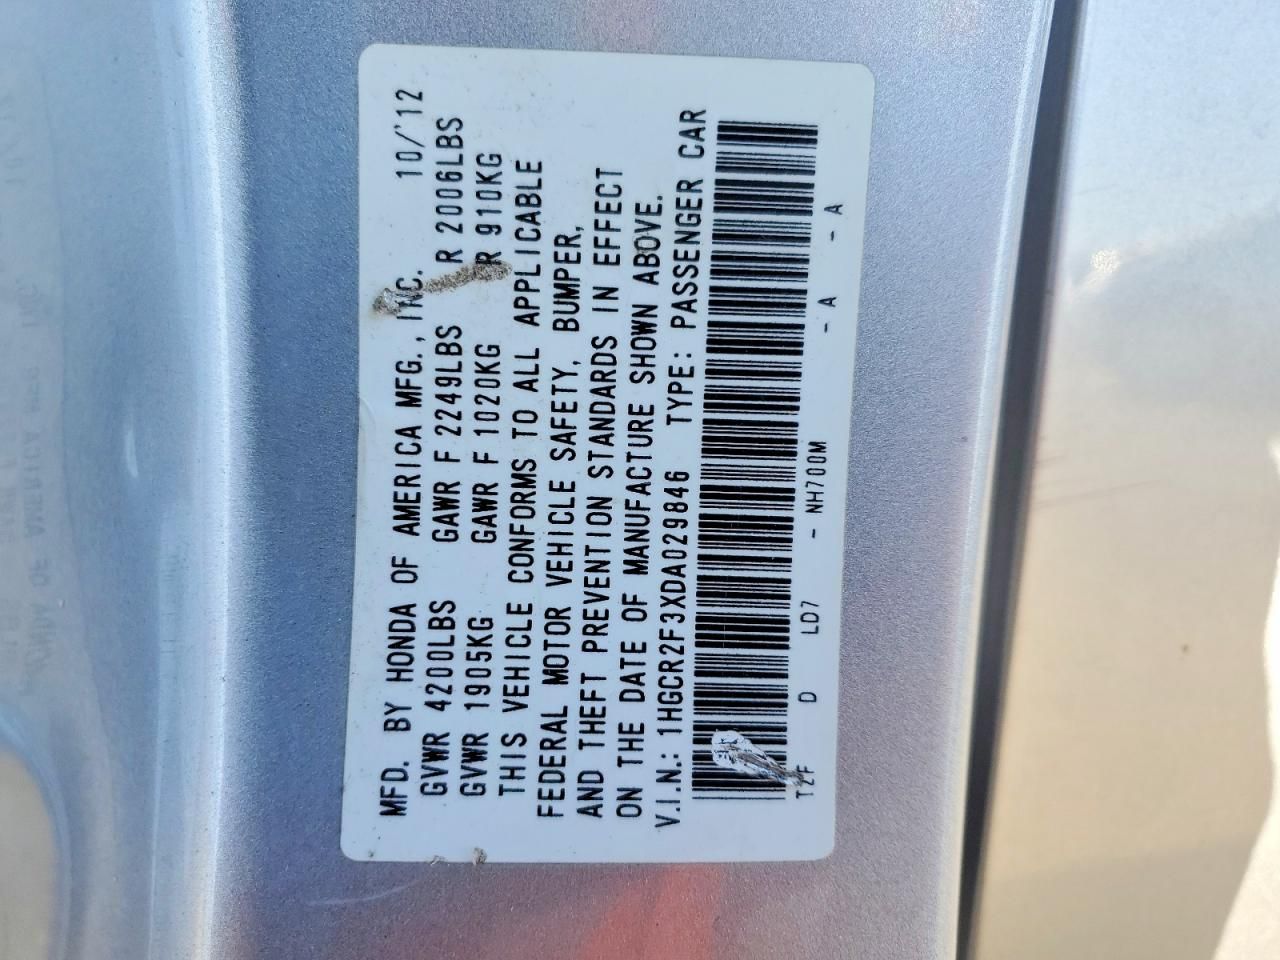 MFD. BY HONDA OF AMERICA MFG., INC. 10/'12
GVWR 4200LBS GAWR F 2249LBS R 2006LBS
GVWR 1905KG GAWR F 1020KG R 910KG
THIS VEHICLE CONFORMS TO ALL APPLICABLE
FEDERAL MOTOR VEHICLE SAFETY, BUMPER,
AND THEFT PREVENTION STANDARDS IN EFFECT
ON THE DATE OF MANUFACTURE SHOWN ABOVE.
V.I.N.: 1HGCR2F3XDA029846 TYPE: PASSENGER CAR
D LD7 - NH700M - A - A